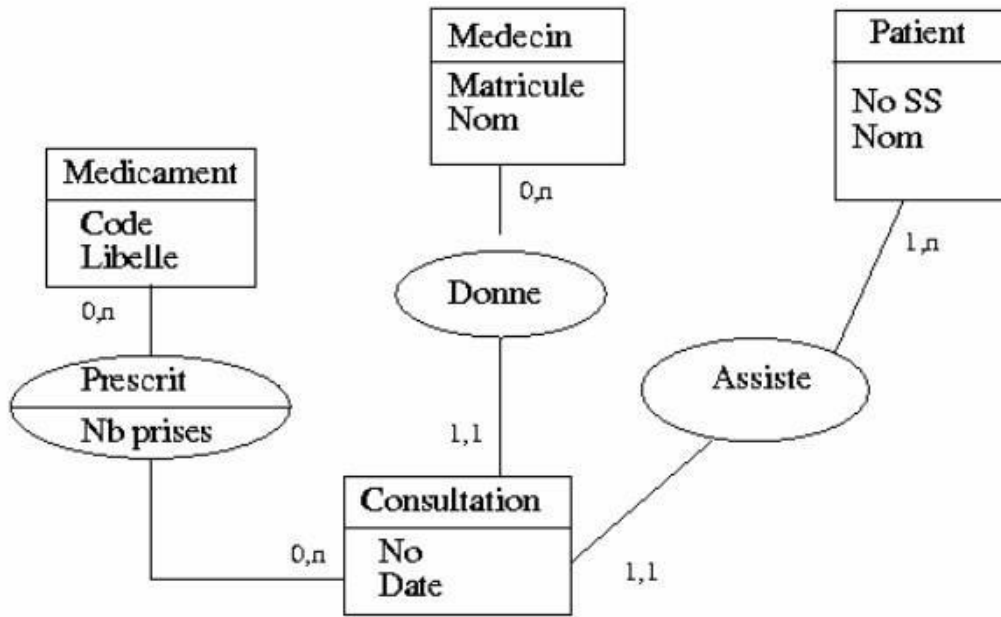 Medecin
Matricule
Nom
0,n
Patient
No SS
Nom
1,n
Medicament
Code
Libelle
0,n
Donne
Prescrit
Nb prises
Assiste
1,1
Consultation
No
Date
0,n
1,1